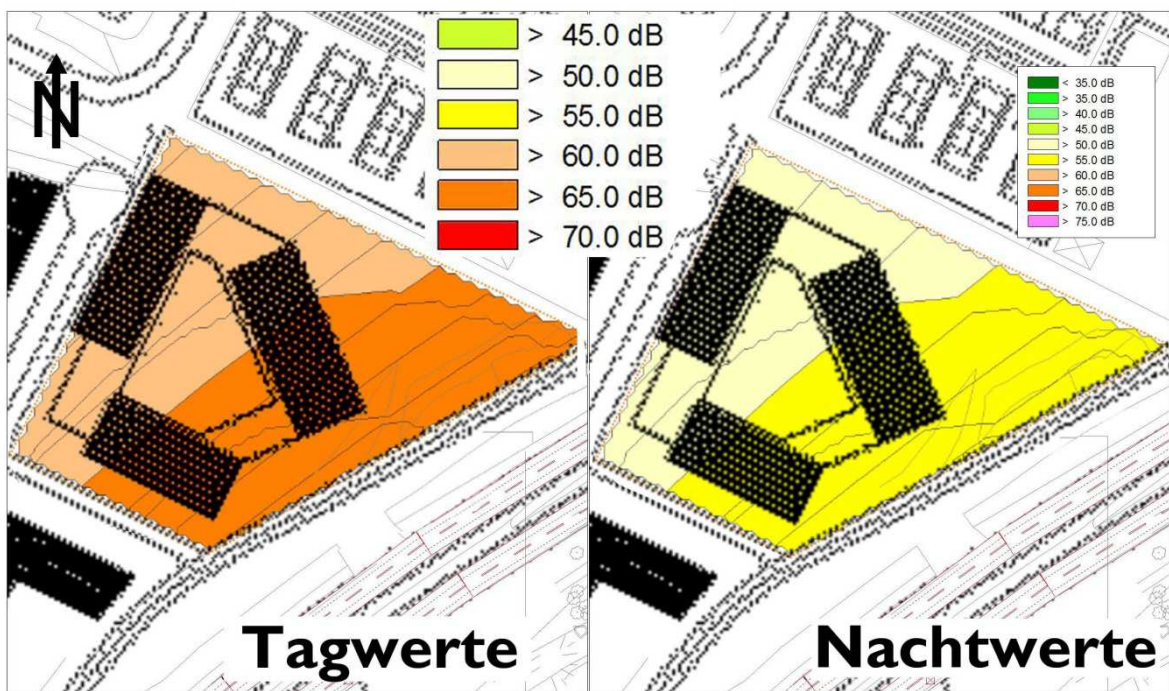 N
> 45.0 dB
> 50.0 dB
> 55.0 dB
> 60.0 dB
> 65.0 dB
> 70.0 dB
Tagwerte
< 35.0 dB
> 35.0 dB
> 40.0 dB
> 45.0 dB
> 50.0 dB
> 55.0 dB
> 60.0 dB
> 65.0 dB
> 70.0 dB
> 75.0 dB
Nachtwerte